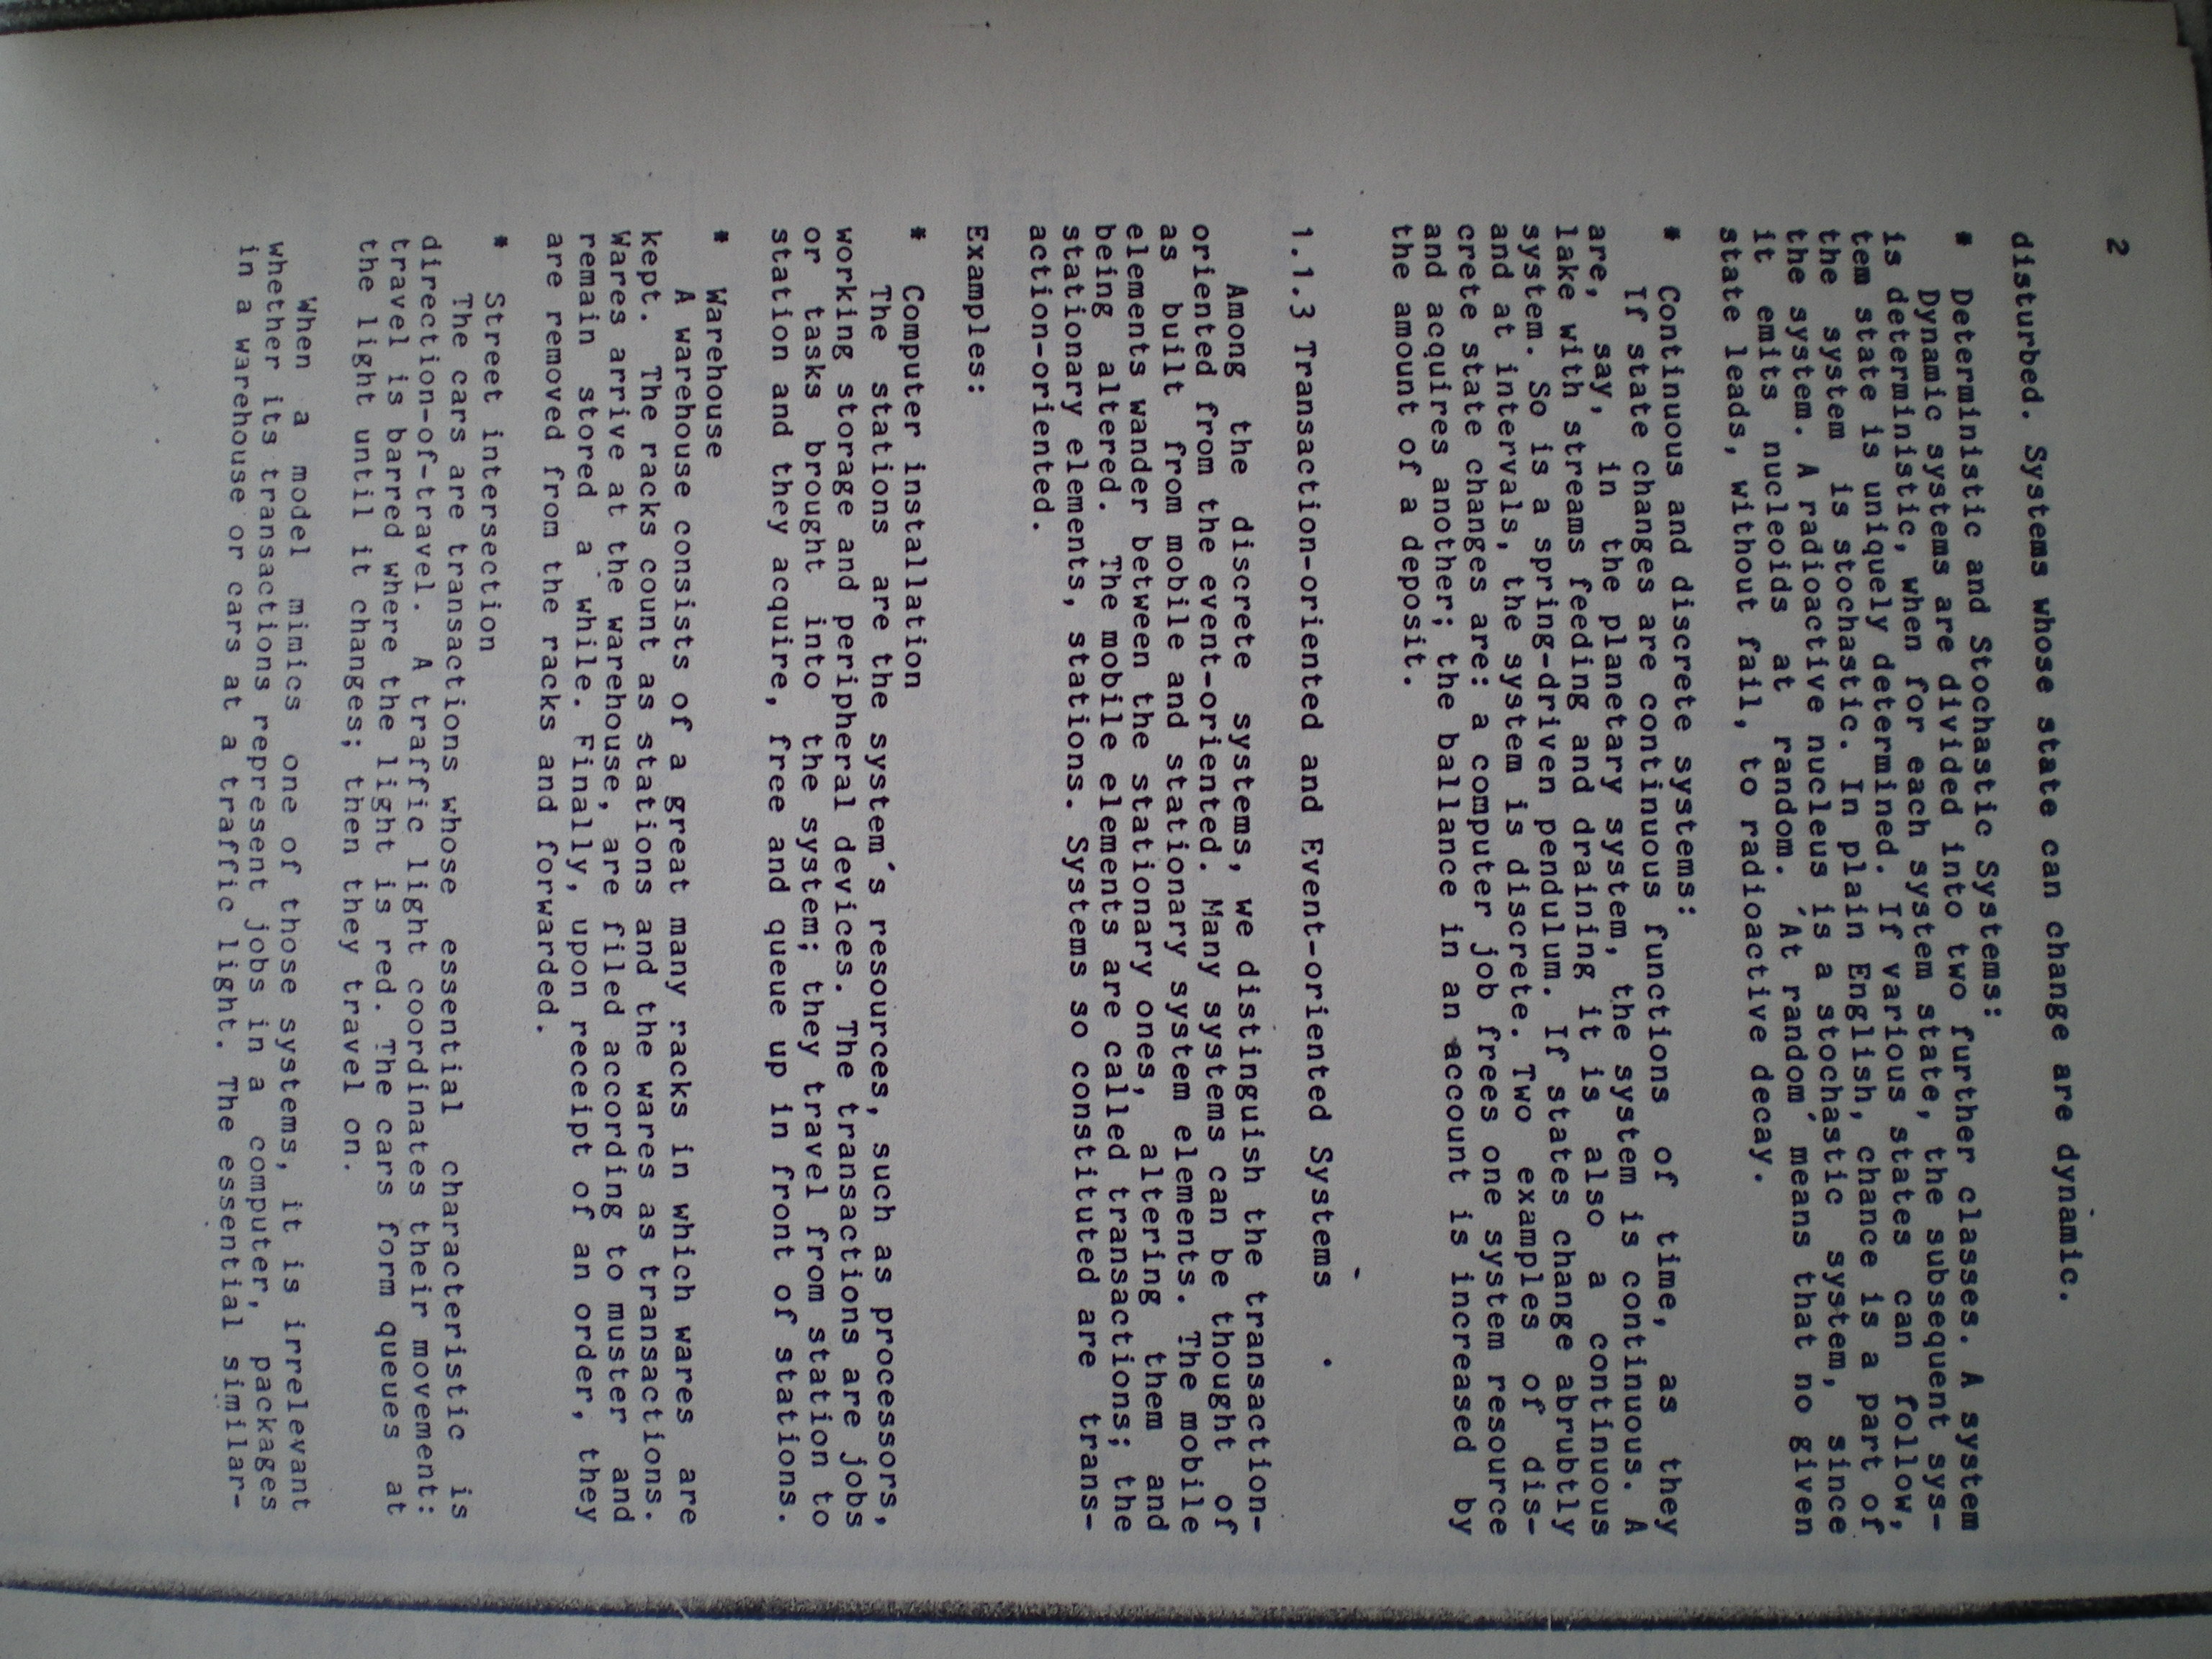 2
disturbed. Systems whose state can change are dynamic.
* Deterministic and Stochastic Systems:
Dynamic systems are divided into two further classes. A system
is deterministic, when for each system state, the subsequent sys-
tem state is uniquely determined. If various states can follow,
the system is stochastic. In plain English, chance is a part of
the system. A radioactive nucleus is a stochastic system, since
it emits nucleoids at random. ´At random´ means that no given
state leads, without fail, to radioactive decay.
* Continuous and discrete systems:
If state changes are continuous functions of time, as they
are, say, in the planetary system, the system is continuous. A
lake with streams feeding and draining it is also a continuous
system. So is a spring-driven pendulum. If states change abrubtly
and at intervals, the system is discrete. Two examples of dis-
crete state changes are: a computer job frees one system resource
and acquires another; the ballance in an account is increased by
the amount of a deposit.
1.1.3 Transaction-oriented and Event-oriented Systems
Among the discrete systems, we distinguish the transaction-
oriented from the event-oriented. Many systems can be thought of
as built from mobile and stationary system elements. The mobile
elements wander between the stationary ones, altering them and
being altered. The mobile elements are called transactions; the
stationary elements, stations. Systems so constituted are trans-
action-oriented.
Examples:
* Computer installation
The stations are the system´s resources, such as processors,
working storage and peripheral devices. The transactions are jobs
or tasks brought into the system; they travel from station to
station and they acquire, free and queue up in front of stations.
* Warehouse
A warehouse consists of a great many racks in which wares are
kept. The racks count as stations and the wares as transactions.
Wares arrive at the warehouse, are filed according to muster and
remain stored a while. Finally, upon receipt of an order, they
are removed from the racks and forwarded.
* Street intersection
The cars are transactions whose essential characteristic is
direction-of-travel. A traffic light coordinates their movement:
travel is barred where the light is red. The cars form queues at
the light until it changes; then they travel on.
When a model mimics one of those systems, it is irrelevant
whether its transactions represent jobs in a computer, packages
in a warehouse or cars at a traffic light. The essential similar-